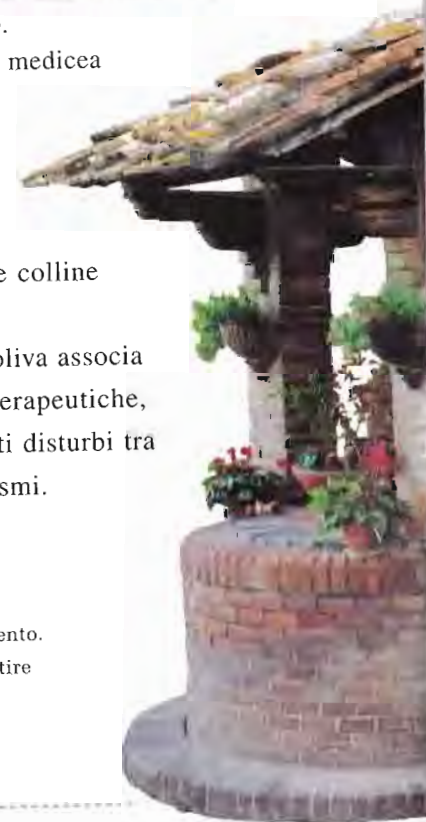 medicea
e colline
oliva associa
erapeutiche,
ti disturbi tra
smi.
ento.
tire